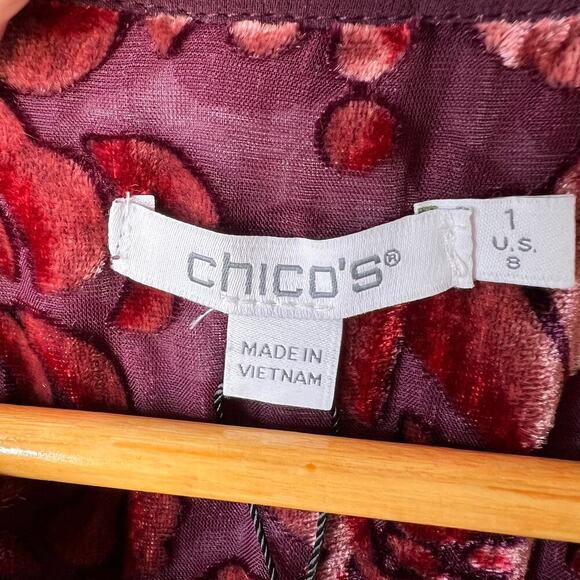 chico's®
1
U.S.
8
MADE IN
VIETNAM